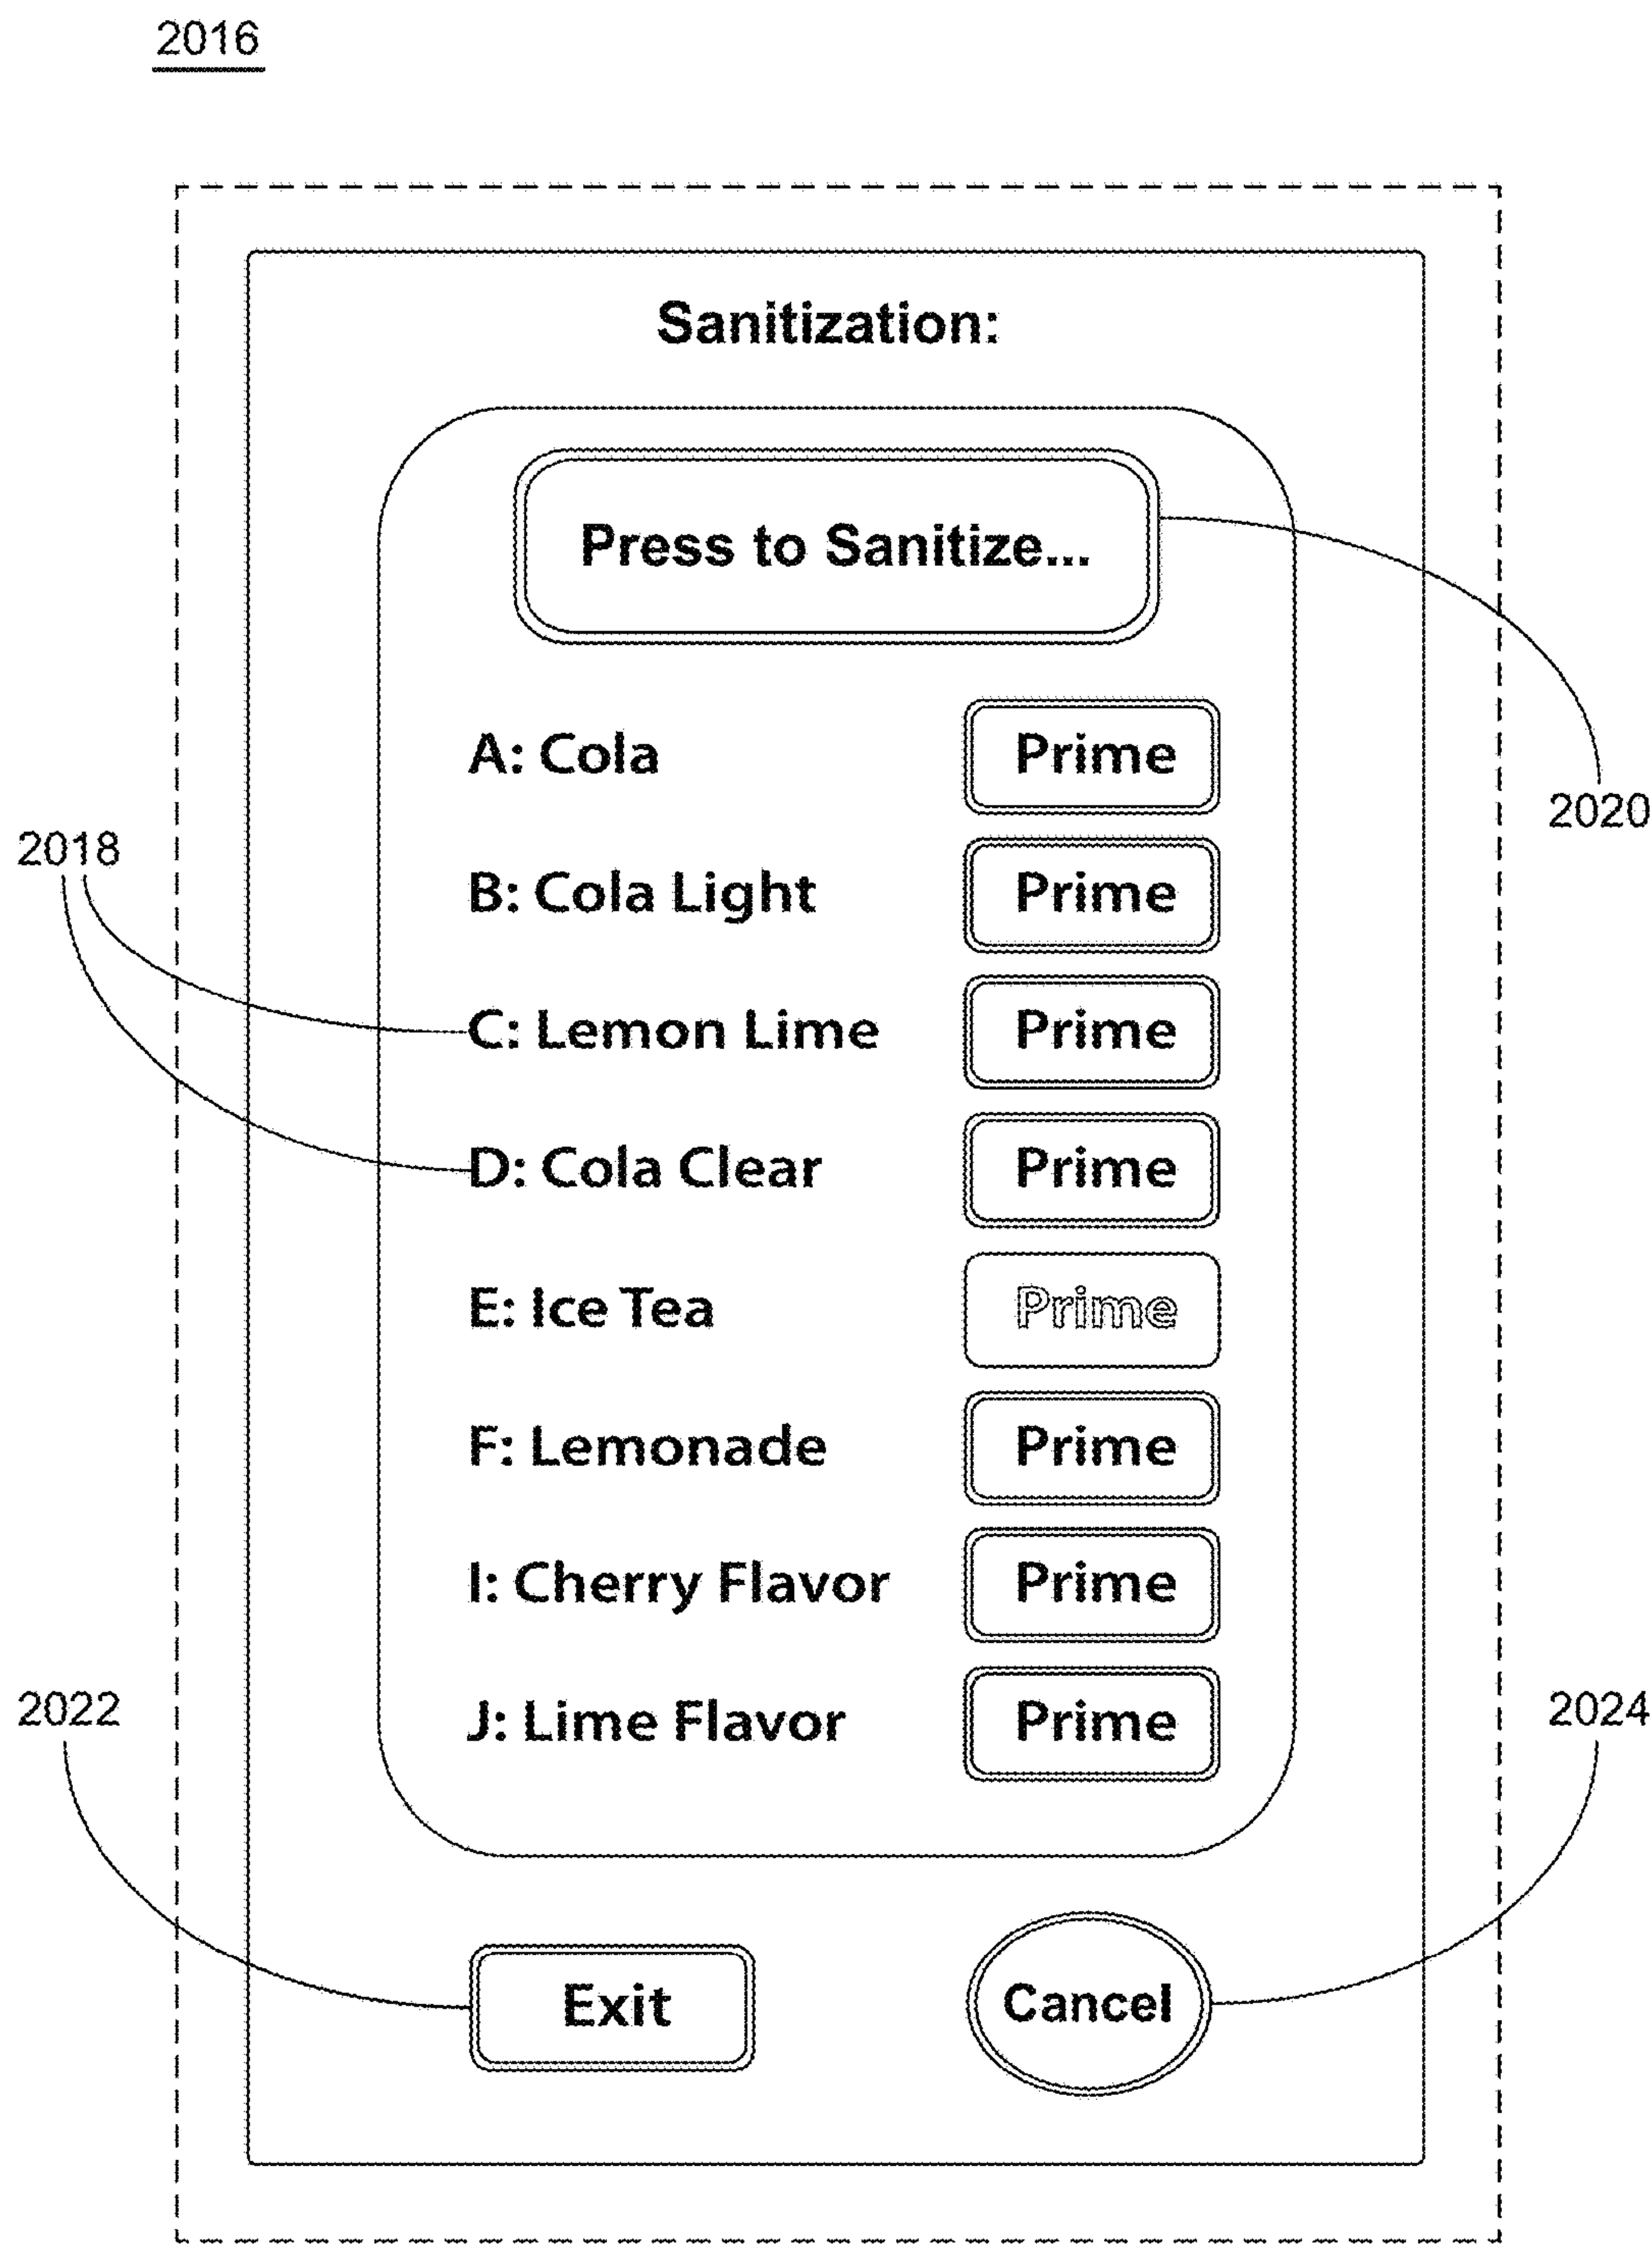 2016
Sanitization:
Press to Sanitize...
A: Cola Prime
2020
2018
B: Cola Light Prime
C: Lemon Lime Prime
D: Cola Clear Prime
E: Ice Tea Prime
F: Lemonade Prime
I: Cherry Flavor Prime
J: Lime Flavor Prime
2022
2024
Exit
Cancel